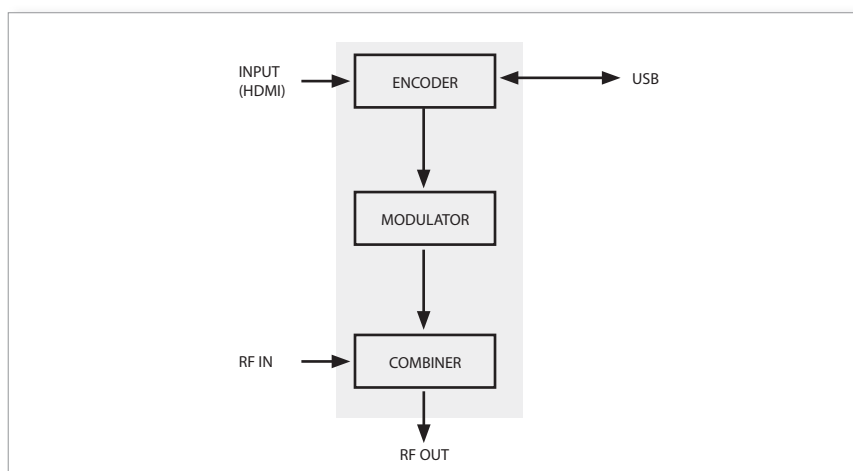 INPUT
(HDMI)
ENCODER
USB
MODULATOR
RF IN
COMBINER
RF OUT